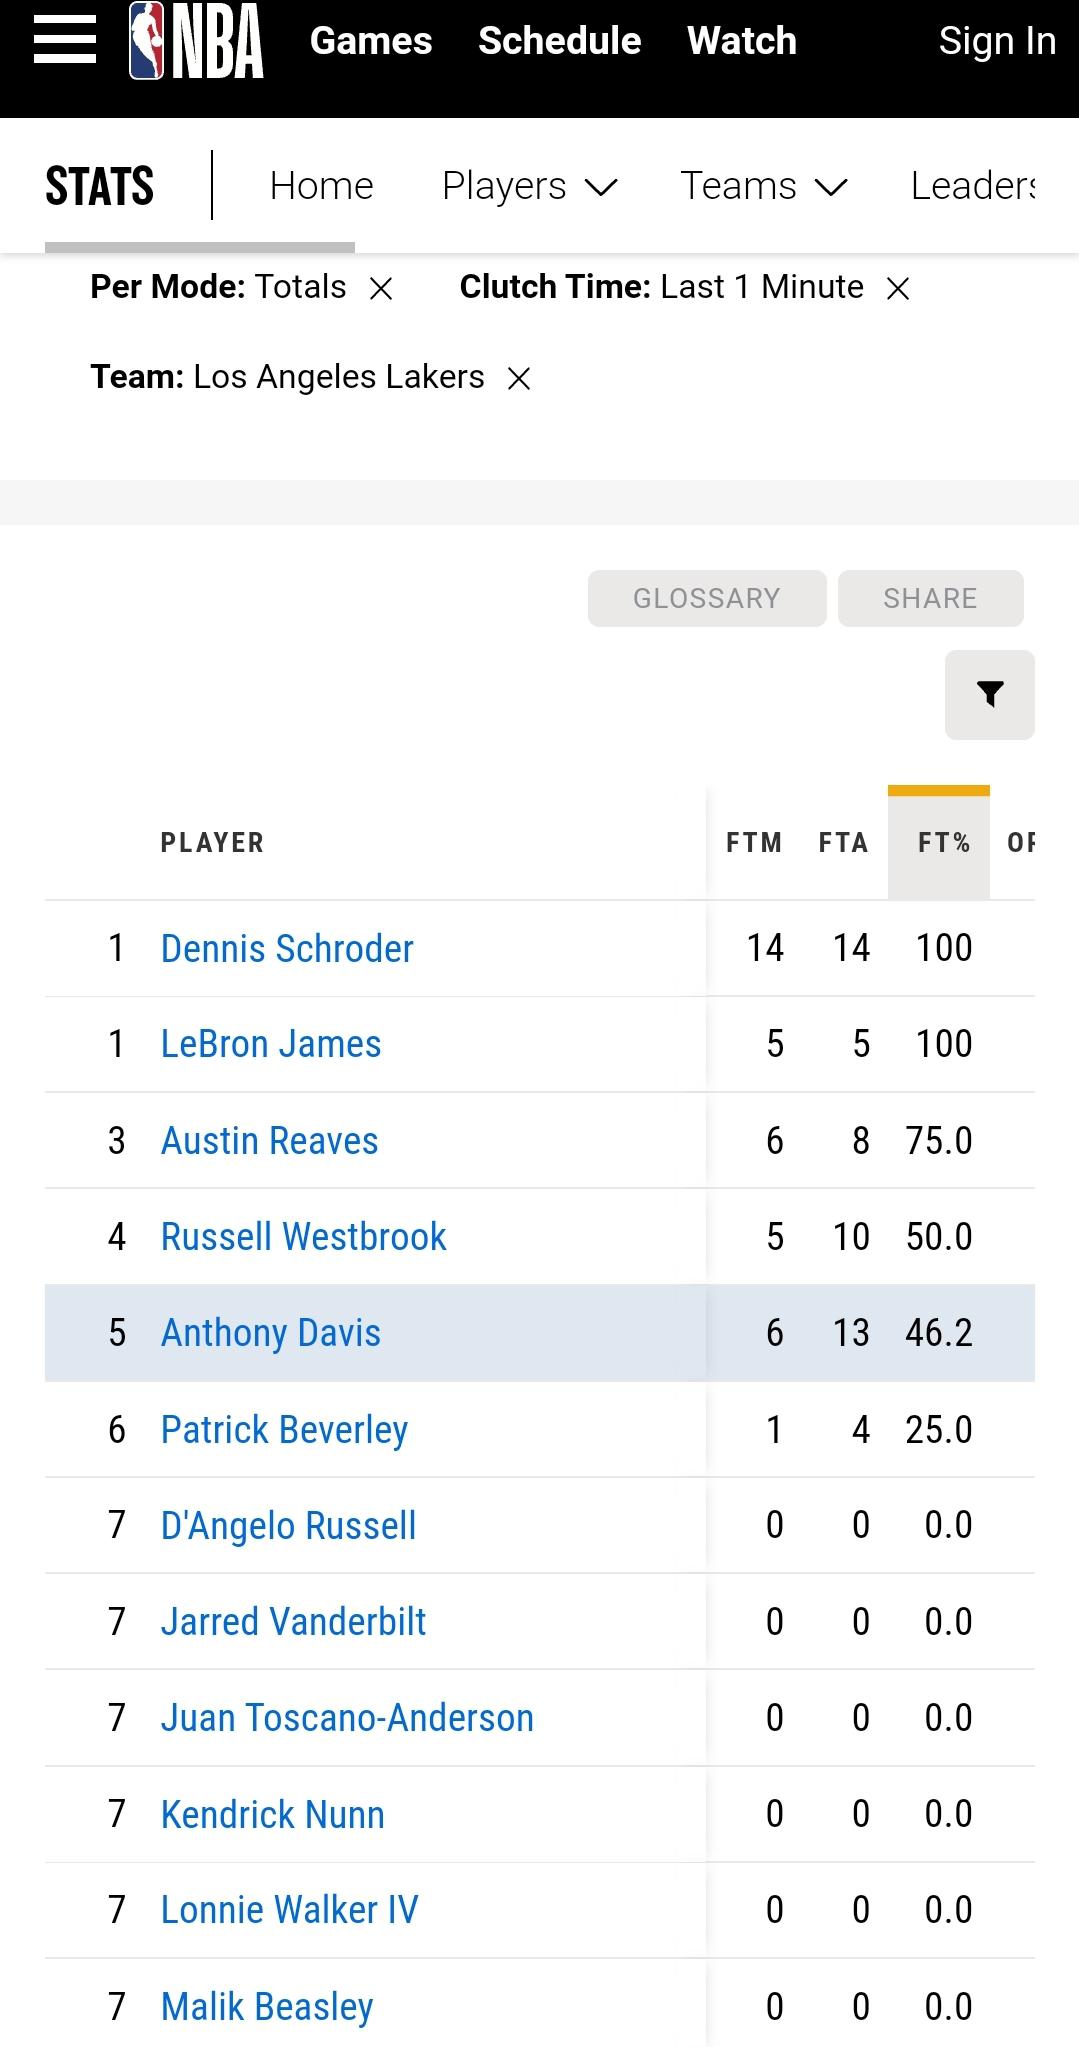 NBA Games Schedule Watch Sign In
STATS Home Players Teams Leaders
Per Mode: Totals Clutch Time: Last 1 Minute
Team: Los Angeles Lakers
GLOSSARY SHARE
PLAYER FTM FTA FT%
1 Dennis Schroder 14 14 100
1 LeBron James 5 5 100
3 Austin Reaves 6 8 75.0
4 Russell Westbrook 5 10 50.0
5 Anthony Davis 6 13 46.2
6 Patrick Beverley 1 4 25.0
7 D'Angelo Russell 0 0 0.0
7 Jarred Vanderbilt 0 0 0.0
7 Juan Toscano-Anderson 0 0 0.0
7 Kendrick Nunn 0 0 0.0
7 Lonnie Walker IV 0 0 0.0
7 Malik Beasley 0 0 0.0